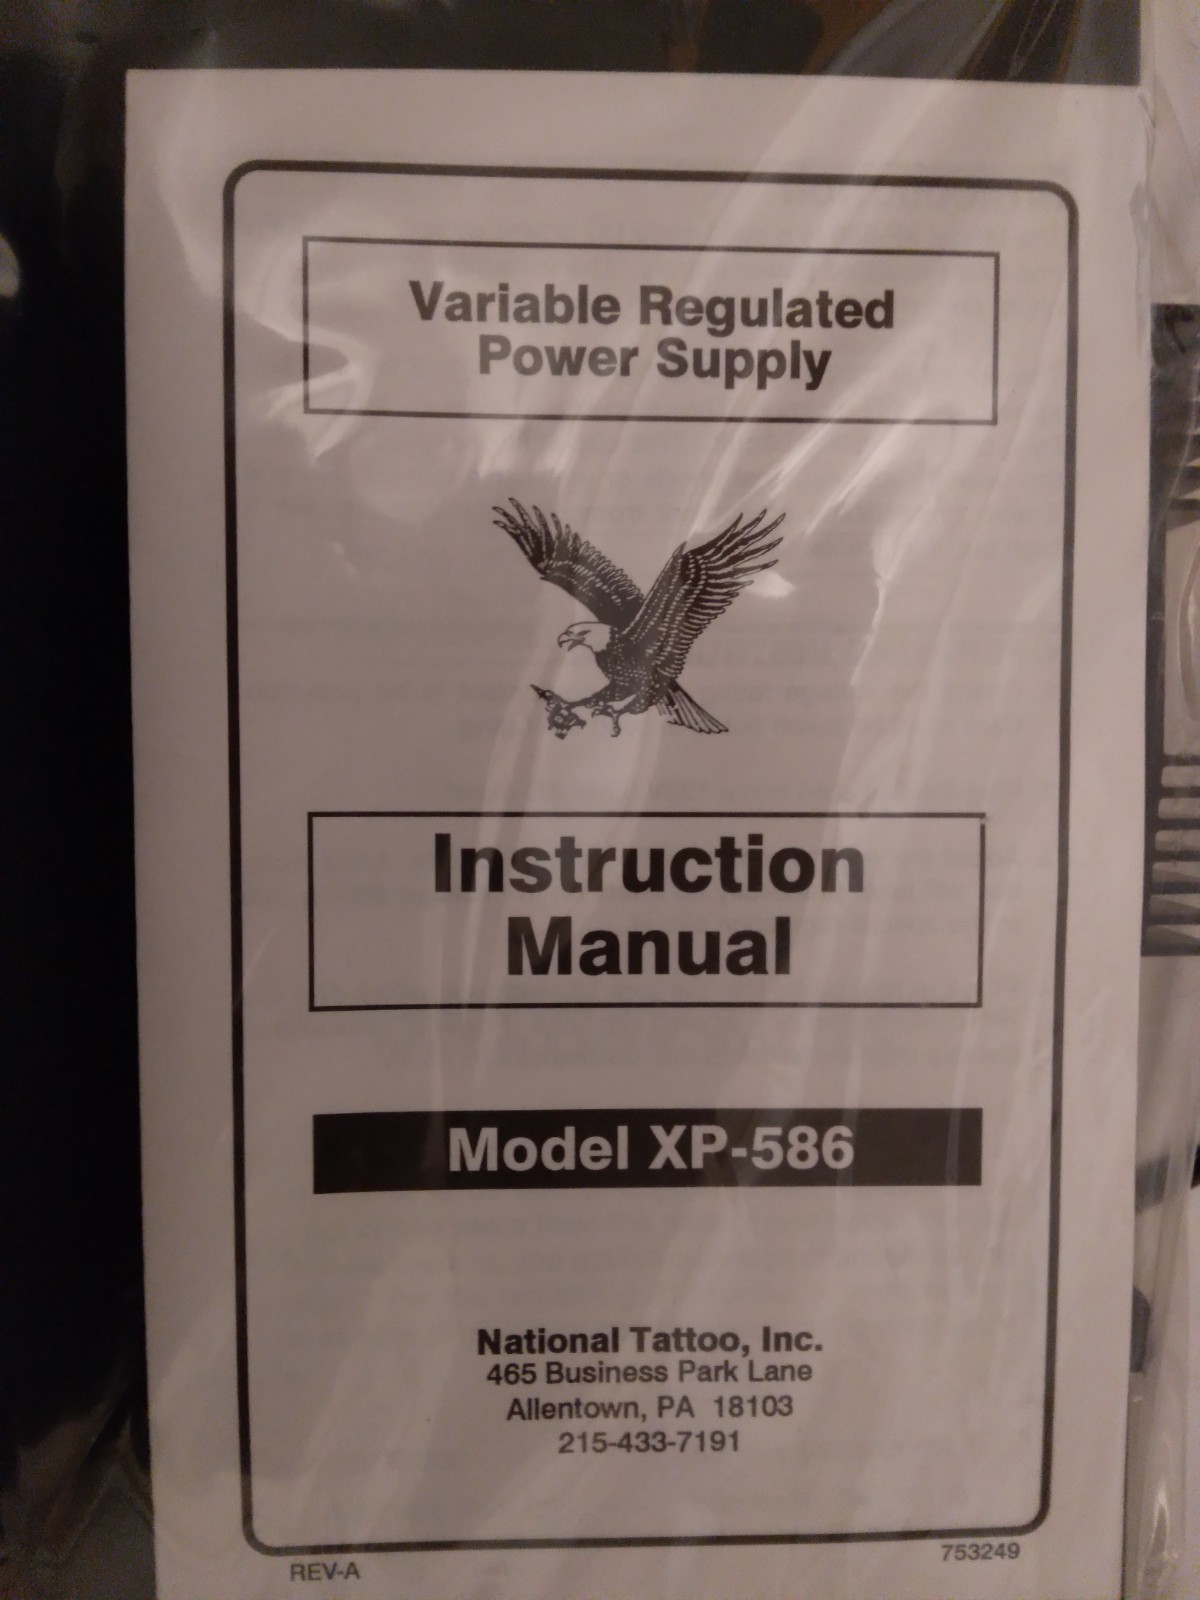 Variable Regulated
Power Supply
Instruction
Manual
Model XP-586
National Tattoo, Inc.
465 Business Park Lane
Allentown, PA 18103
215-433-7191
REV-A
753249